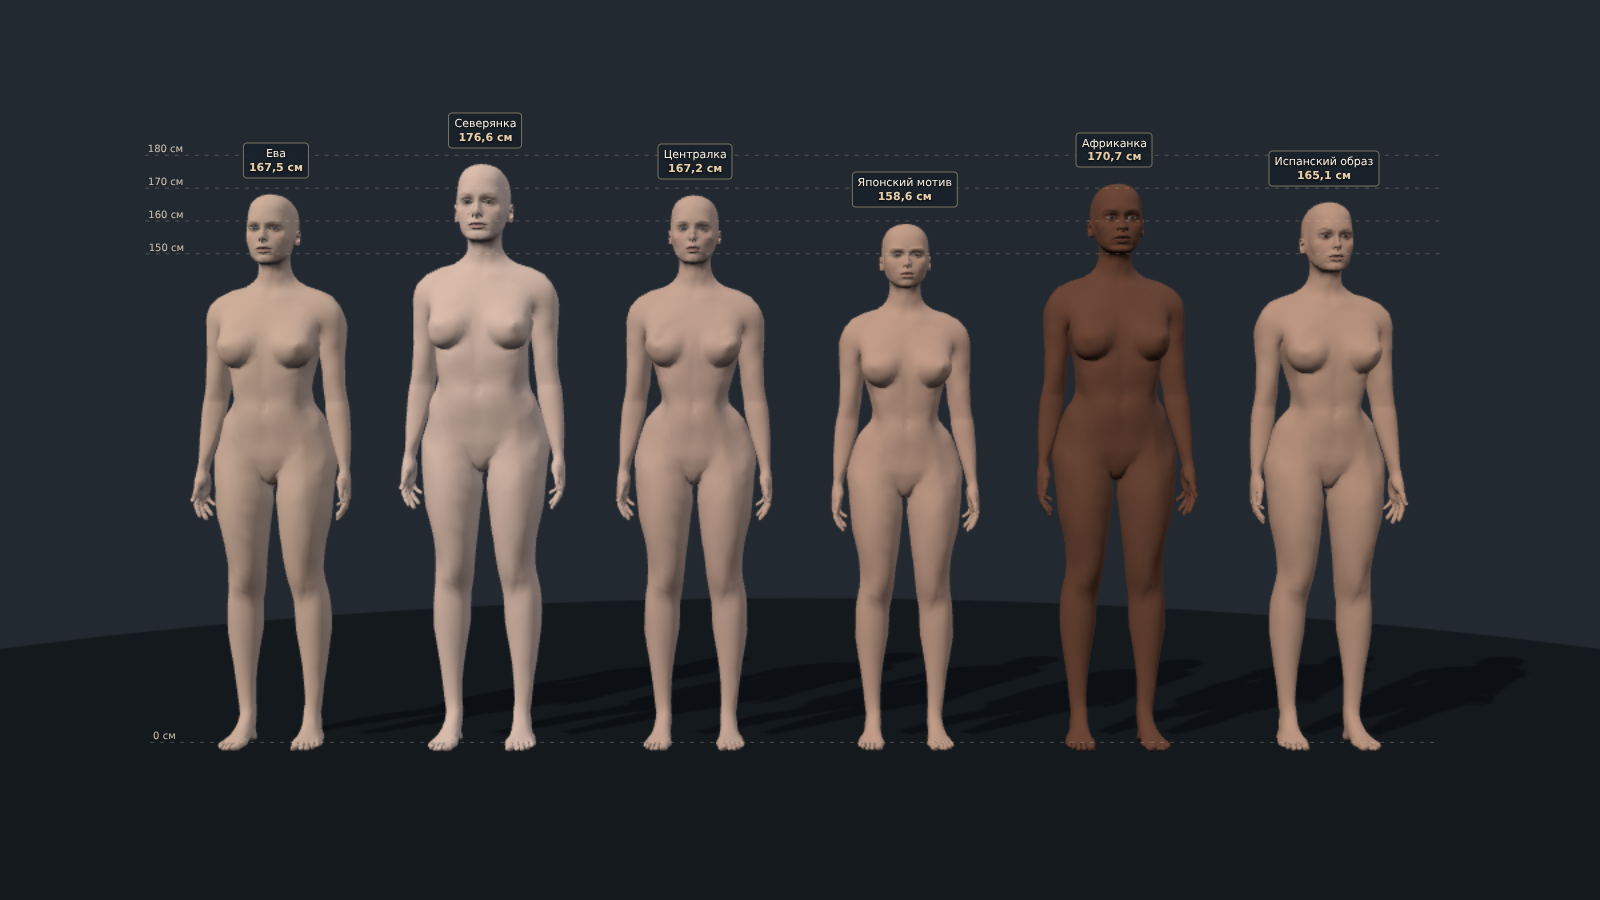 Северянка
176,6 см
Африканка
170,7 см
180 см
Ева
167,5 см
Централка
167,2 см
Испанский образ
165,1 см
170 см
Японский мотив
158,6 см
160 см
150 см
0 см